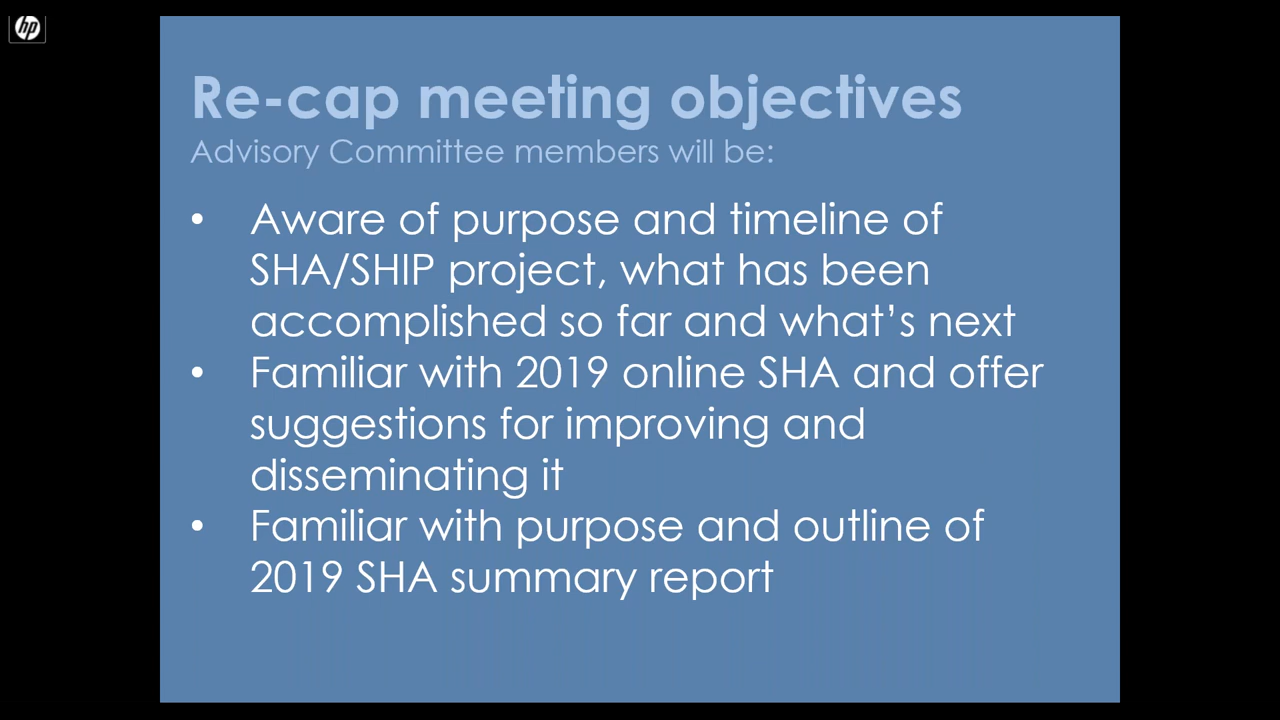 hp
Re-cap meeting objectives
Advisory Committee members will be:
• Aware of purpose and timeline of
SHA/SHIP project, what has been
accomplished so far and what’s next
• Familiar with 2019 online SHA and offer
suggestions for improving and
disseminating it
• Familiar with purpose and outline of
2019 SHA summary report